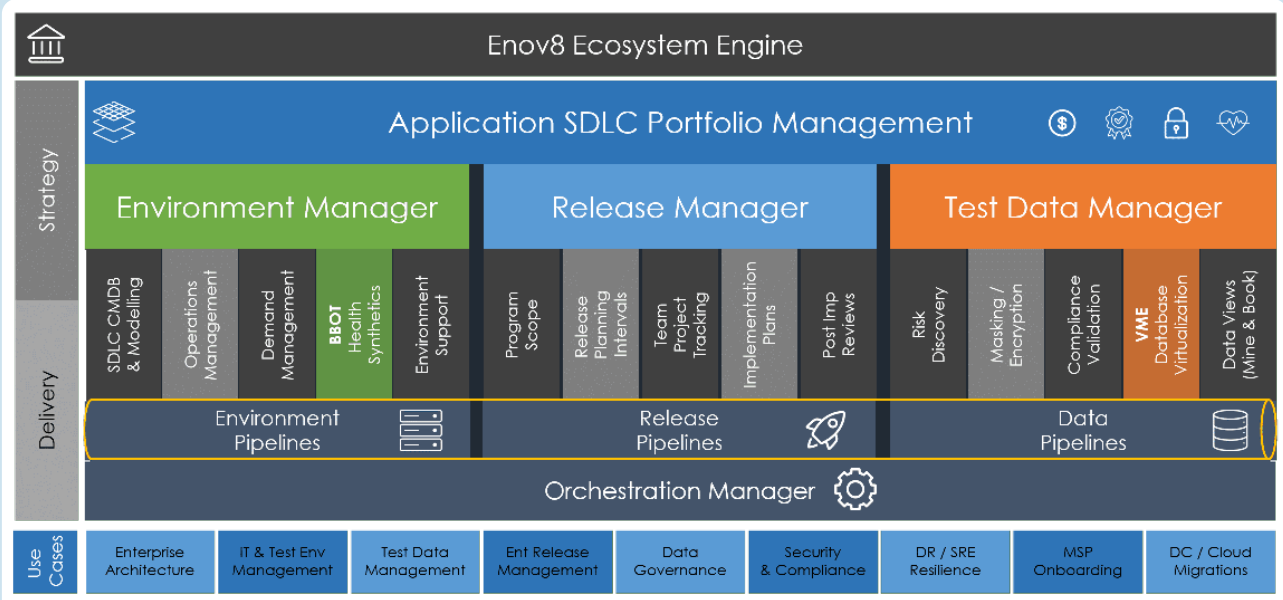 Enov8 Ecosystem Engine
Strategy
Delivery
Application SDLC Portfolio Management
$
Environment Manager
Release Manager
Test Data Manager
SDLC CMDB
& Modelling
Operations
Management
Demand
Management
BBOT
Health
Synthetics
Environment
Support
Program
Scope
Release
Planning
Intervals
Team
Project
Tracking
Implementation
Plans
Post Imp
Reviews
Risk
Discovery
Masking /
Encryption
Compliance
Validation
VME
Database
Virtualization
Data Views
(Mine & Book)
Environment
Pipelines
Release
Pipelines
Data
Pipelines
Orchestration Manager
Use
Cases
Enterprise
Architecture
IT & Test Env
Management
Test Data
Management
Ent Release
Management
Data
Governance
Security
& Compliance
DR / SRE
Resilience
MSP
Onboarding
DC / Cloud
Migrations